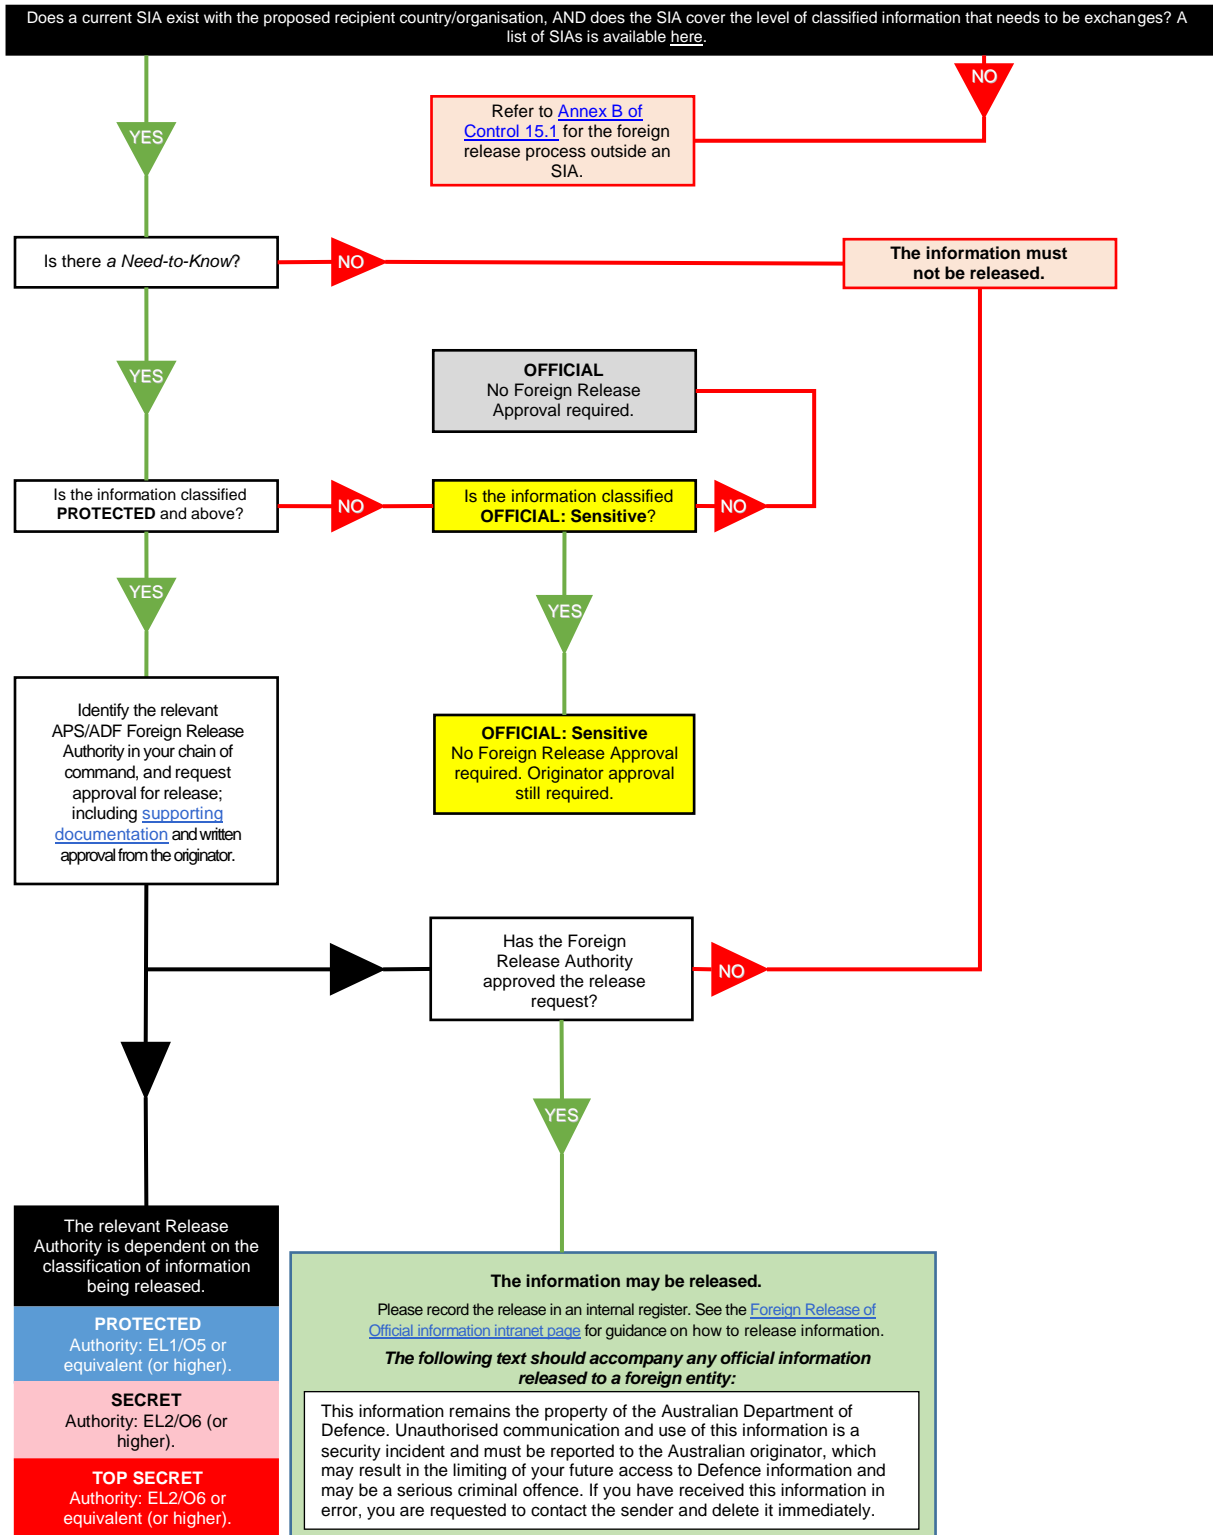 Does a current SIA exist with the proposed recipient country/organisation, AND does the SIA cover the level of classified information that needs to be exchanges? A
list of SIAs is available here.
NO
YES
Refer to Annex B of
Control 15.1 for the foreign
release process outside an
SIA.
Is there a Need-to-Know?
NO
The information must
not be released.
YES
OFFICIAL
No Foreign Release
Approval required.
Is the information classified
PROTECTED and above?
NO
Is the information classified
OFFICIAL: Sensitive?
NO
YES
YES
Identify the relevant
APS/ADF Foreign Release
Authority in your chain of
command, and request
approval for release;
including supporting
documentation and written
approval from the originator.
OFFICIAL: Sensitive
No Foreign Release Approval
required. Originator approval
still required.
Has the Foreign
Release Authority
approved the release
request?
NO
YES
The relevant Release
Authority is dependent on the
classification of information
being released.
PROTECTED
Authority: EL1/O5 or
equivalent (or higher).
SECRET
Authority: EL2/O6 (or
higher).
TOP SECRET
Authority: EL2/O6 or
equivalent (or higher).
The information may be released.
Please record the release in an internal register. See the Foreign Release of
Official information intranet page for guidance on how to release information.
The following text should accompany any official information
released to a foreign entity:
This information remains the property of the Australian Department of
Defence. Unauthorised communication and use of this information is a
security incident and must be reported to the Australian originator, which
may result in the limiting of your future access to Defence information and
may be a serious criminal offence. If you have received this information in
error, you are requested to contact the sender and delete it immediately.